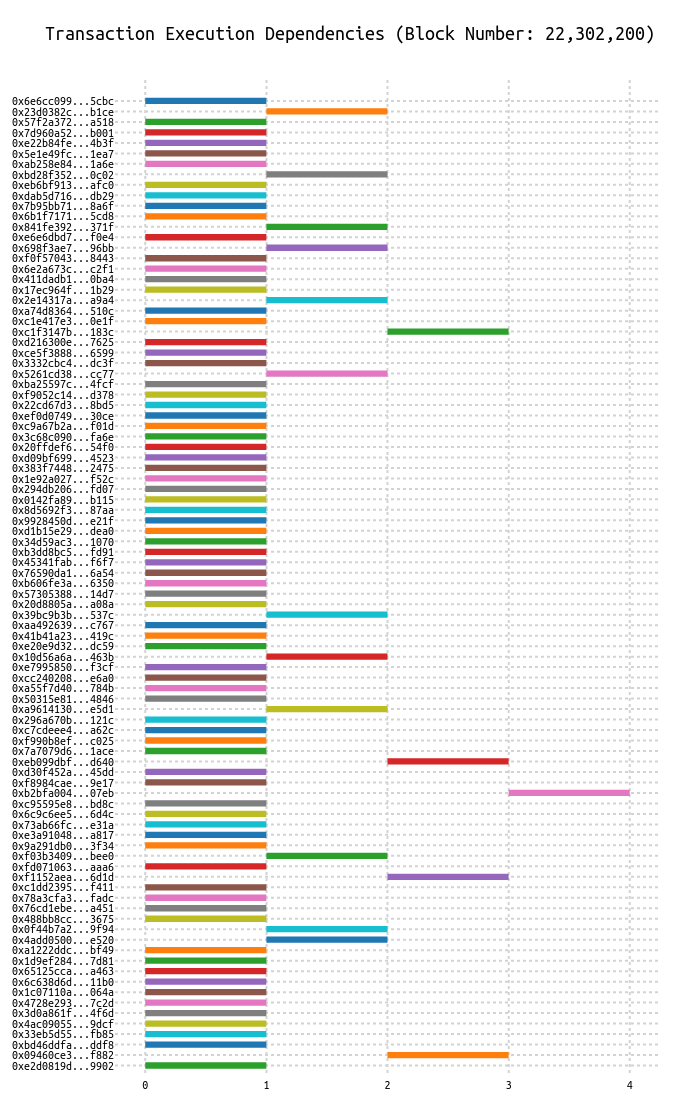 Transaction Execution Dependencies (Block Number: 22,302,200)
0x6e6cc099...5cbc
0x23d0382c...b1ce
0x57f2a372...a518
0x7d960a52...b001
0xe22b84fe...4b3f
0x5e1e49fc...1ea7
0xab258e84...1a6e
0xbd28f352...0c02
0xeb6bf913...afc0
0xdab5d716...db29
0x7b95bb71...8a6f
0x6b1f7171...5cd8
0x841fe392...371f
0xe6e6dbd7...f0e4
0x698f3ae7...96bb
0xf0f57043...8443
0x6e2a673c...c2f1
0x411dadb1...0ba4
0x17ec964f...1b29
0x2e14317a...a9a4
0xa74d8364...510c
0xc1e417e3...0e1f
0xc1f3147b...183c
0xd216300e...7625
0xce5f3888...6599
0x3332cbc4...dc3f
0x5261cd38...cc77
0xba25597c...4fcf
0xf9052c14...d378
0x22cd67d3...8bd5
0xef0d0749...30ce
0xc9a67b2a...f01d
0x3c68c090...fa6e
0x20ffdef6...54f0
0xd09bf699...4523
0x383f7448...2475
0x1e92a027...f52c
0x294db206...fd07
0x0142fa89...b115
0x8d5692f3...87aa
0x9928450d...e21f
0xd1b15e29...dea0
0x34d59ac3...1070
0xb3dd8bc5...fd91
0x45341fab...f6f7
0x76590da1...6a54
0xb606fe3a...6350
0x57305388...14d7
0x20d8805a...a08a
0x39bc9b3b...537c
0xaa492639...c767
0x41b41a23...419c
0xe20e9d32...dc59
0x10d56a6a...463b
0xe7995850...f3cf
0xcc240208...e6a0
0xa55f7d40...784b
0x50315e81...4846
0xa9614130...e5d1
0x296a670b...121c
0xc7cdeee4...a62c
0xf990b8ef...c025
0x7a7079d6...1ace
0xeb099dbf...d640
0xd30f452a...45dd
0xf8984cae...9e17
0xb2bfa004...07eb
0xc95595e8...bd8c
0x6c9c6ee5...6d4c
0x73ab66fc...e31a
0xe3a91048...a817
0x9a291db0...3f34
0xf03b3409...bee0
0xfd071063...aaa6
0xf1152aea...6d1d
0xc1dd2395...f411
0x78a3cfa3...fadc
0x76cd1ebe...a451
0x488bb8cc...3675
0x0f44b7a2...9f94
0x4add0500...e520
0xa1222ddc...bf49
0x1d9ef284...7d81
0x65125cca...a463
0x6c638d6d...11b0
0x1c07110a...064a
0x4728e293...7c2d
0x3d0a861f...4f6d
0x4ac09055...9dcf
0x33eb5d55...fb85
0xbd46ddfa...ddf8
0x09460ce3...f882
0xe2d0819d...9902
0 1 2 3 4